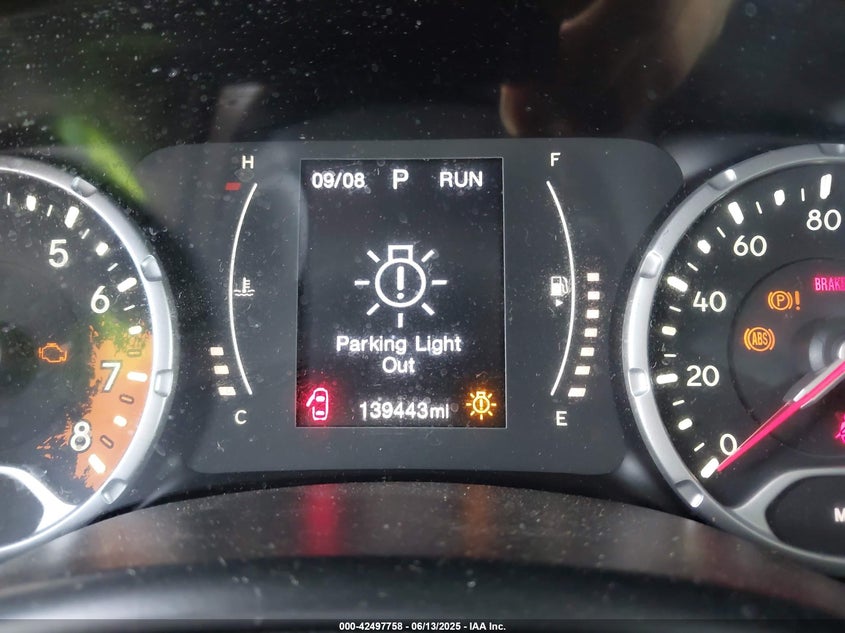 H
F
09/08 P RUN
5
6
7
8
C
E
Parking Light
Out
139443mi
80
60
40
20
0
BRAK
P !
ABS
M
000-42497758 - 06/13/2025 - IAA Inc.